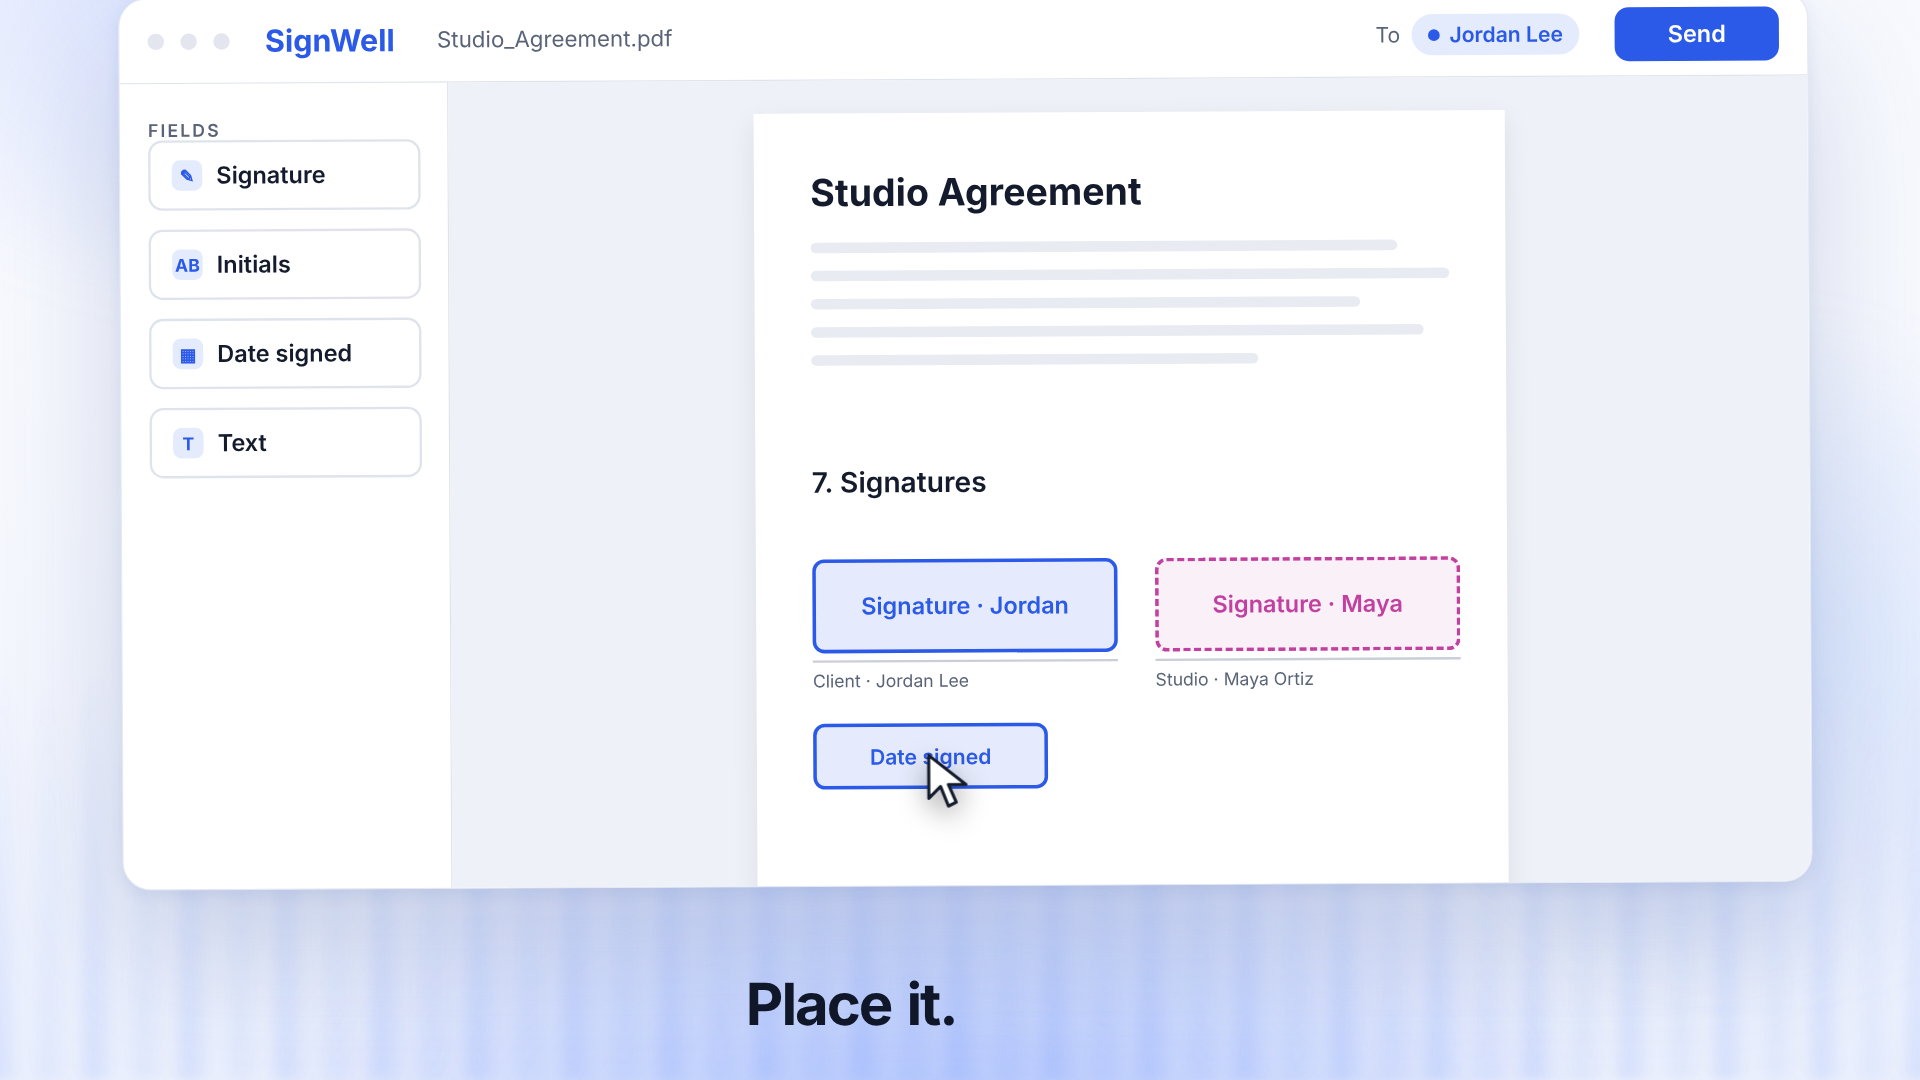 SignWell
Studio_Agreement.pdf
To
Jordan Lee
Send
FIELDS
Signature
AB
Initials
Date signed
T
Text
Studio Agreement
7. Signatures
Signature · Jordan
Signature · Maya
Client · Jordan Lee
Studio · Maya Ortiz
Date signed
Place it.